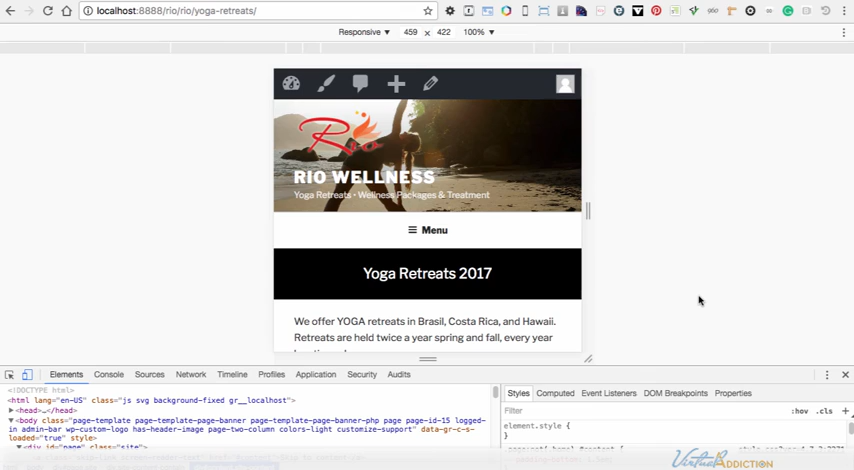 localhost:8888/rio/rio/yoga-retreates/
Responsive ▼ 459 × 422 100% ▼
Rio
RIO WELLNESS
Yoga Retreats • Wellness Packages & Treatment
☰ Menu
Yoga Retreats 2017
We offer YOGA retreats in Brasil, Costa Rica, and Hawaii.
Retreats are held twice a year spring and fall, every year
Elements Console Sources Network Timeline Profiles Application Security Audits
<!DOCTYPE html>
<html lang="en-US" class="js svg background-fixed gr__localhost">
▶<head>…</head>
▼<body class="page-template page-template-page-banner page-template-page-banner-php page page-id-15 logged-
in admin-bar wp-custom-logo has-header-image page-two-column colors-light customize-support" data-gr-c-s-
loaded="true" style>
▼<div id="page" class="site">
Styles Computed Event Listeners DOM Breakpoints Properties
Filter :hov .cls +
element.style {
}
Virtual
ADDICTION